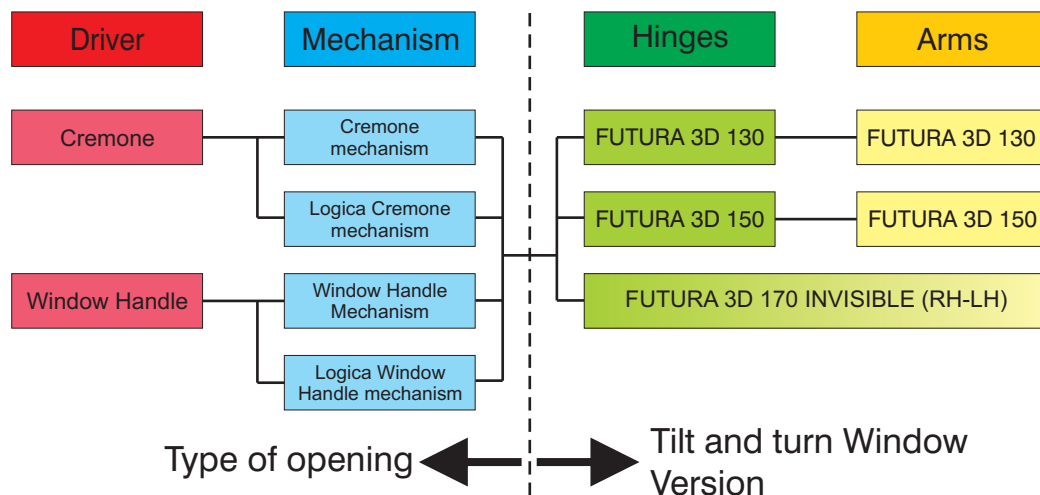 Driver
Mechanism
Hinges
Arms
Cremone
Cremone
mechanism
FUTURA 3D 130
FUTURA 3D 130
Logica Cremone
mechanism
FUTURA 3D 150
FUTURA 3D 150
Window Handle
Window Handle
Mechanism
FUTURA 3D 170 INVISIBLE (RH-LH)
Logica Window
Handle mechanism
Type of opening
Tilt and turn Window
Version